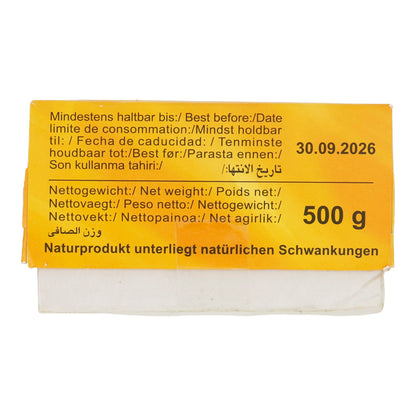 Mindestens haltbar bis:/ Best before:/Date
limite de consommation:/Mindst holdbar
til: / Fecha de caducidad: / Tenminste
houdbaar tot:/Best før:/Parasta ennen:/
Son kullanma tahiri:/ تاريخ الانتها:/
30.09.2026
Nettogewicht:/ Net weight:/ Poids net:/
Nettovaegt:/ Peso netto:/ Nettogewicht:/
Nettovekt:/ Nettopainoa:/ Net agirlik:/
وزن الصافى
500 g
Naturprodukt unterliegt natürlichen Schwankungen